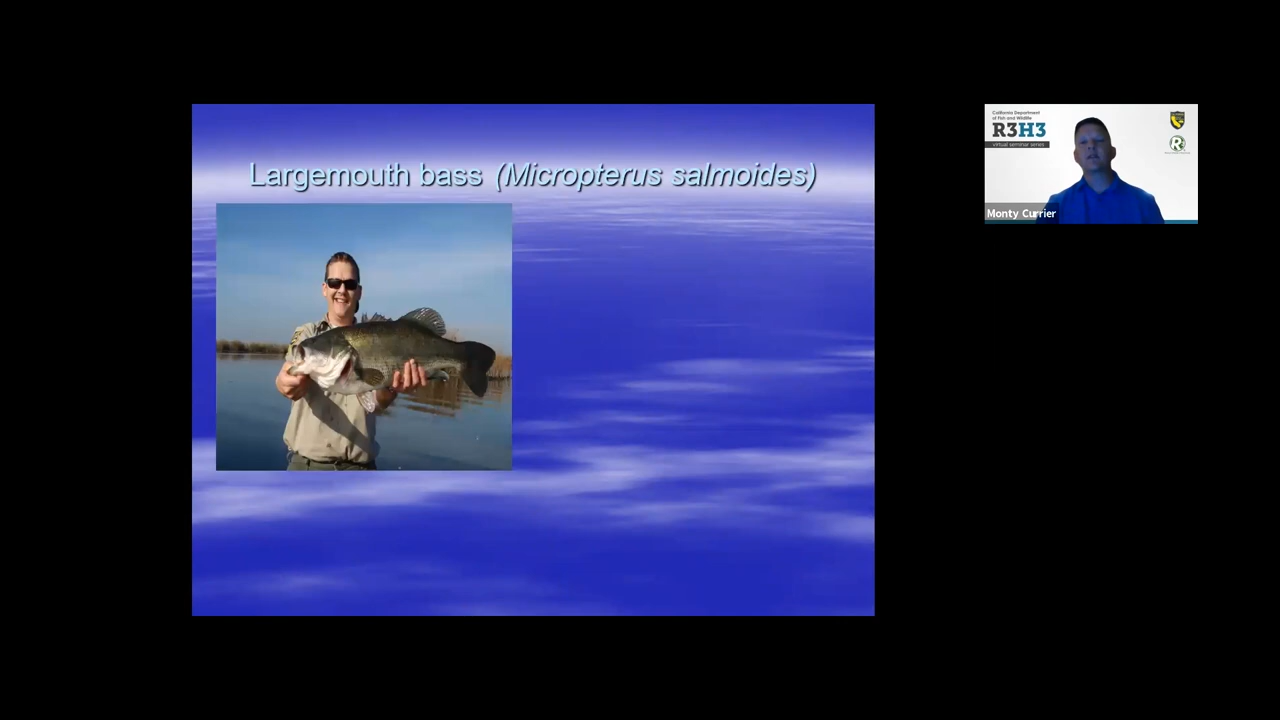 Largemouth bass (Micropterus salmoides)
California Department
of Fish and Wildlife
R3H3
virtual seminar series
Monty Currier